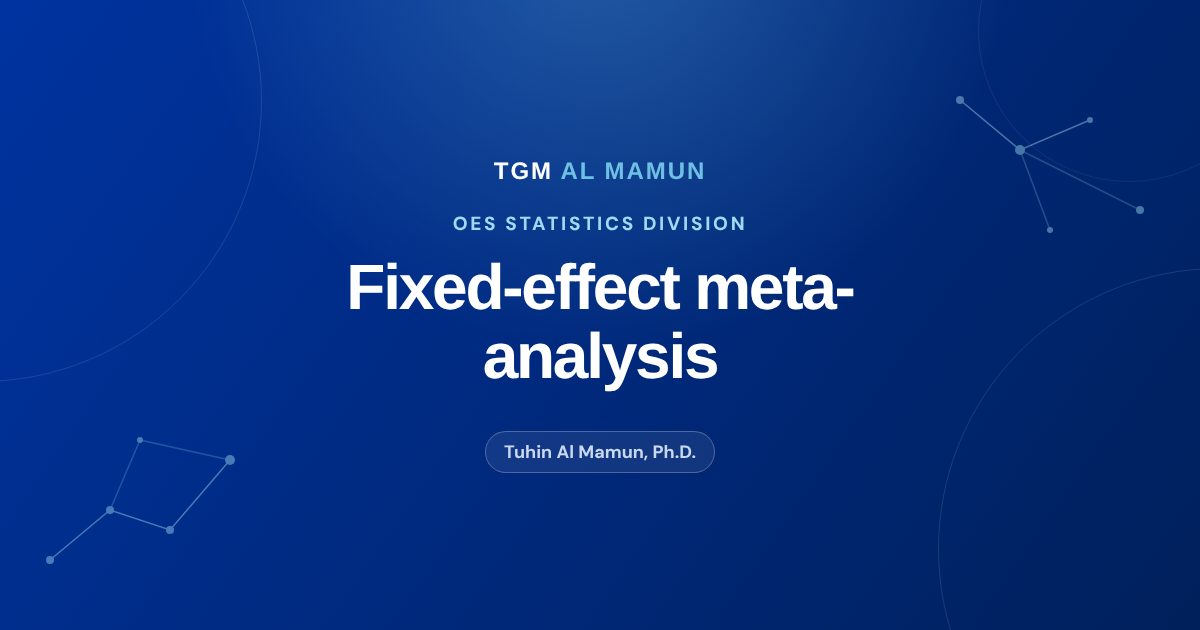 TGM AL MAMUN
OES STATISTICS DIVISION
Fixed-effect meta-
analysis
Tuhin Al Mamun, Ph.D.